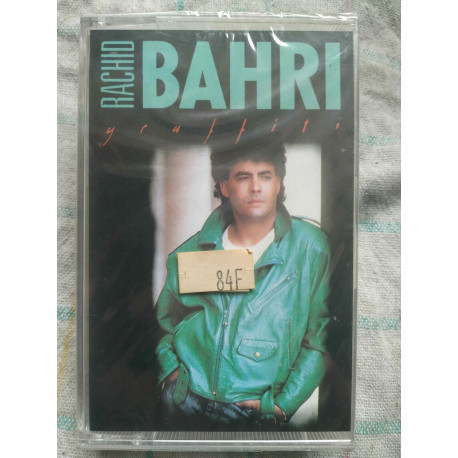 RACHID
BAHRI
graffiti
84F